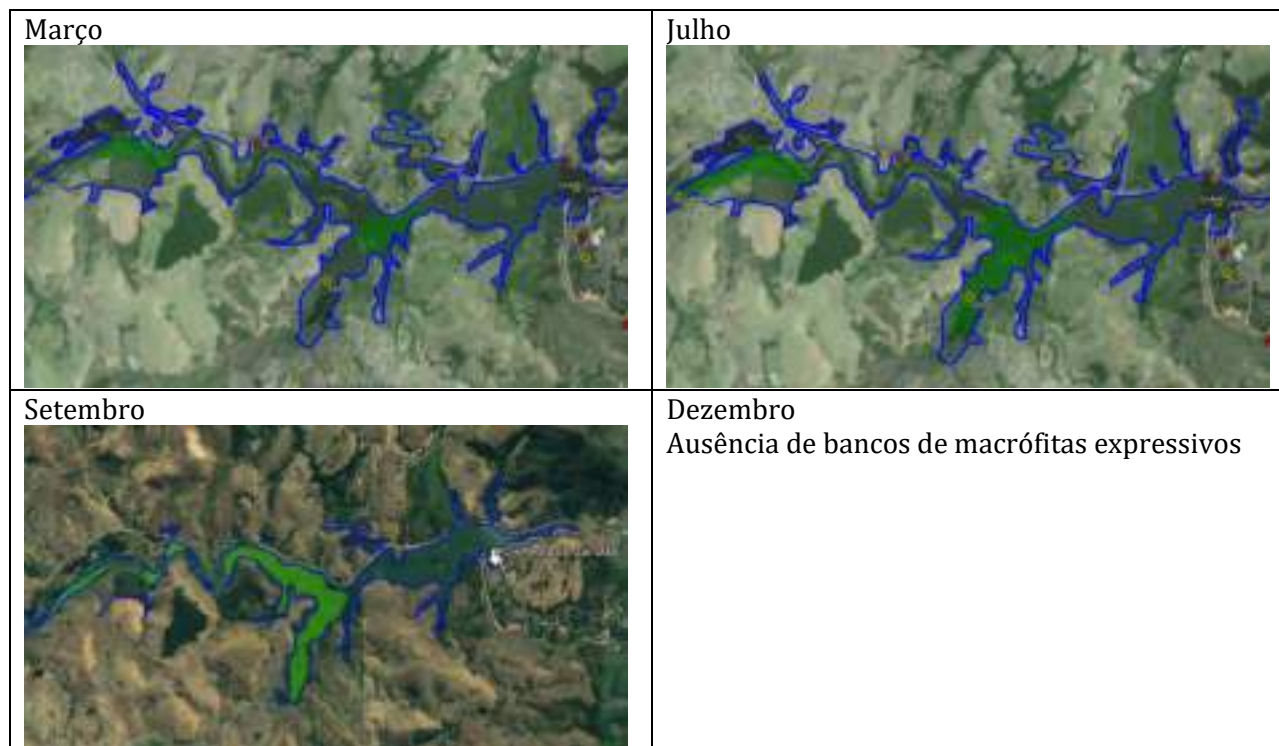 Março
Julho
Setembro
Dezembro
Ausência de bancos de macrófitas expressivos